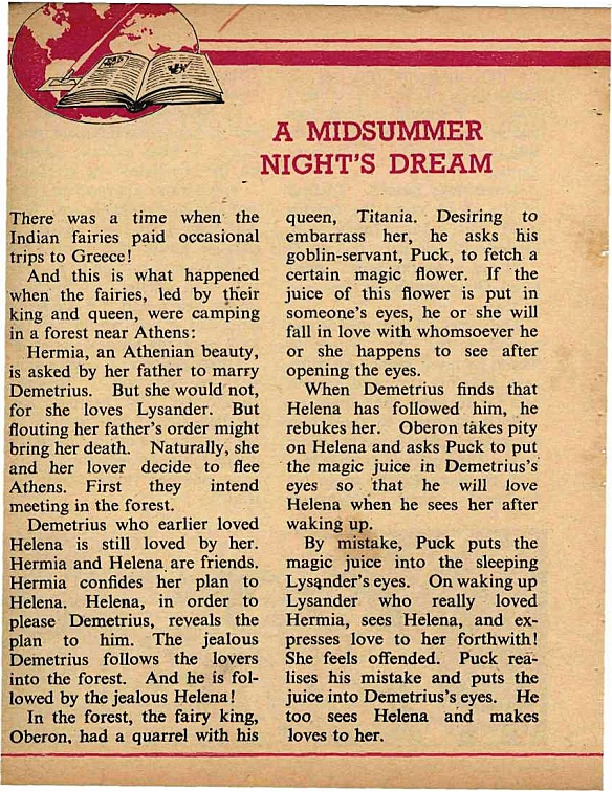 A MIDSUMMER
NIGHT'S DREAM
There was a time when the
Indian fairies paid occasional
trips to Greece!
And this is what happened
when the fairies, led by their
king and queen, were camping
in a forest near Athens:
Hermia, an Athenian beauty,
is asked by her father to marry
Demetrius. But she would not,
for she loves Lysander. But
flouting her father's order might
bring her death. Naturally, she
and her lover decide to flee
Athens. First they intend
meeting in the forest.
Demetrius who earlier loved
Helena is still loved by her.
Hermia and Helena are friends.
Hermia confides her plan to
Helena. Helena, in order to
please Demetrius, reveals the
plan to him. The jealous
Demetrius follows the lovers
into the forest. And he is fol-
lowed by the jealous Helena!
In the forest, the fairy king,
Oberon, had a quarrel with his
queen, Titania. Desiring to
embarrass her, he asks his
goblin-servant, Puck, to fetch a
certain magic flower. If the
juice of this flower is put in
someone's eyes, he or she will
fall in love with whomsoever he
or she happens to see after
opening the eyes.
When Demetrius finds that
Helena has followed him, he
rebukes her. Oberon takes pity
on Helena and asks Puck to put
the magic juice in Demetrius's
eyes so that he will love
Helena when he sees her after
waking up.
By mistake, Puck puts the
magic juice into the sleeping
Lysander's eyes. On waking up
Lysander who really loved
Hermia, sees Helena, and ex-
presses love to her forthwith!
She feels offended. Puck rea-
lises his mistake and puts the
juice into Demetrius's eyes. He
too sees Helena and makes
loves to her.